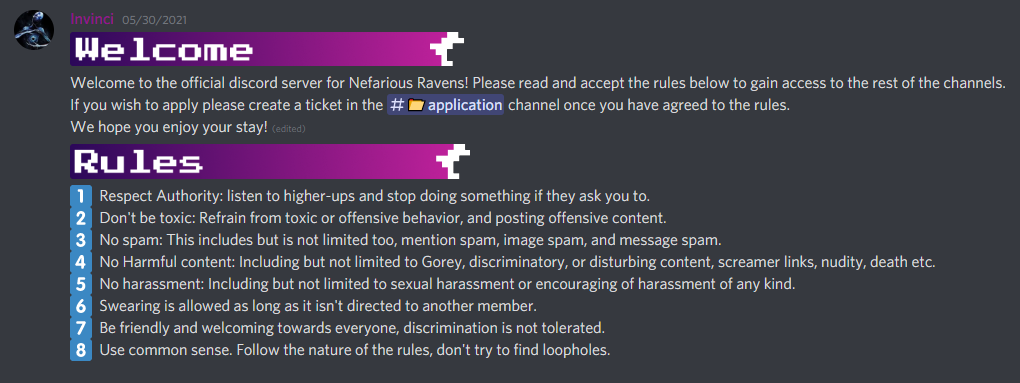 Invinci 05/30/2021
Welcome
Welcome to the official discord server for Nefarious Ravens! Please read and accept the rules below to gain access to the rest of the channels.
If you wish to apply please create a ticket in the # 📂 application channel once you have agreed to the rules.
We hope you enjoy your stay! (edited)
Rules
1 Respect Authority: listen to higher-ups and stop doing something if they ask you to.
2 Don't be toxic: Refrain from toxic or offensive behavior, and posting offensive content.
3 No spam: This includes but is not limited too, mention spam, image spam, and message spam.
4 No Harmful content: Including but not limited to Gorey, discriminatory, or disturbing content, screamer links, nudity, death etc.
5 No harassment: Including but not limited to sexual harassment or encouraging of harassment of any kind.
6 Swearing is allowed as long as it isn't directed to another member.
7 Be friendly and welcoming towards everyone, discrimination is not tolerated.
8 Use common sense. Follow the nature of the rules, don't try to find loopholes.